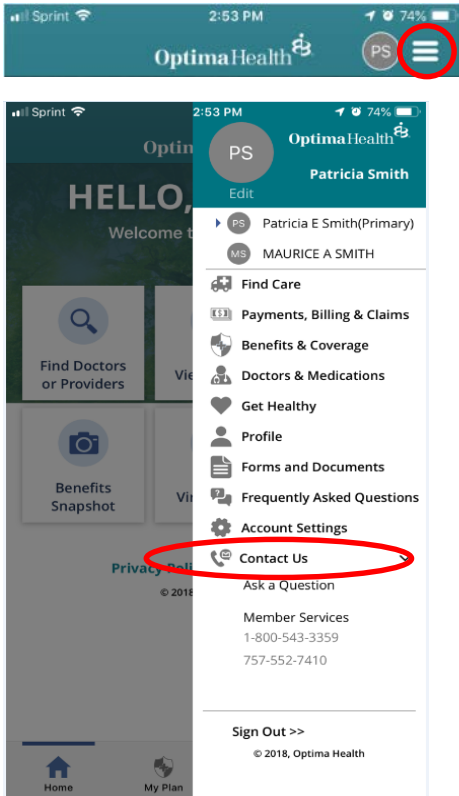 Sprint 2:53 PM 74%
OptimaHealth PS
Sprint 2:53 PM 74%
Optin
HELLO,
Welcome t
Find Doctors
or Providers
Vie
Benefits
Snapshot
Vir
Privacy Poli
© 2018
Home My Plan
PS
Edit
OptimaHealth
Patricia Smith
PS Patricia E Smith(Primary)
MS MAURICE A SMITH
Find Care
Payments, Billing & Claims
Benefits & Coverage
Doctors & Medications
Get Healthy
Profile
Forms and Documents
Frequently Asked Questions
Account Settings
Contact Us
Ask a Question
Member Services
1-800-543-3359
757-552-7410
Sign Out >>
© 2018, Optima Health